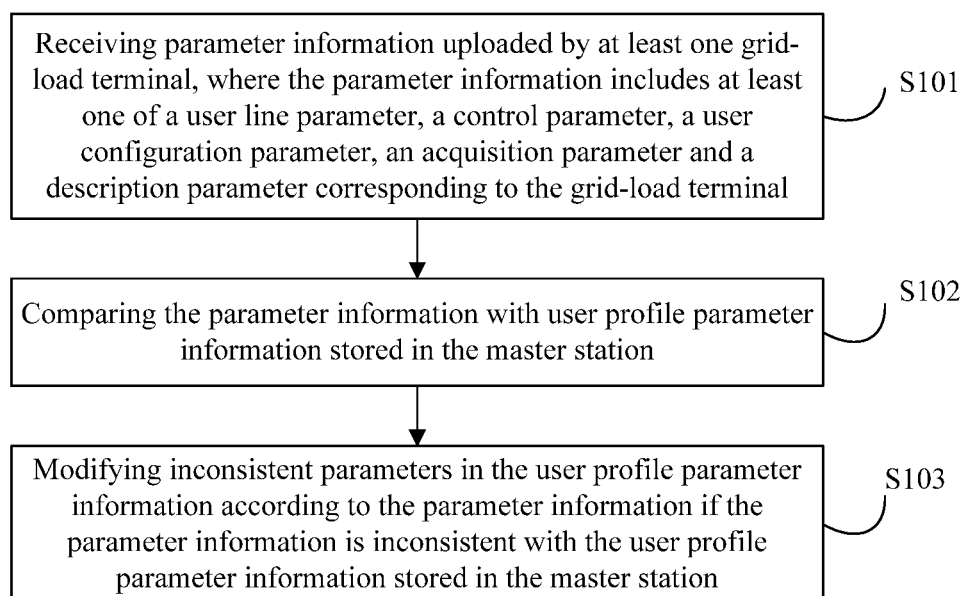 Receiving parameter information uploaded by at least one grid-
load terminal, where the parameter information includes at least
one of a user line parameter, a control parameter, a user
configuration parameter, an acquisition parameter and a
description parameter corresponding to the grid-load terminal
S101
Comparing the parameter information with user profile parameter
information stored in the master station
S102
Modifying inconsistent parameters in the user profile parameter
information according to the parameter information if the
parameter information is inconsistent with the user profile
parameter information stored in the master station
S103